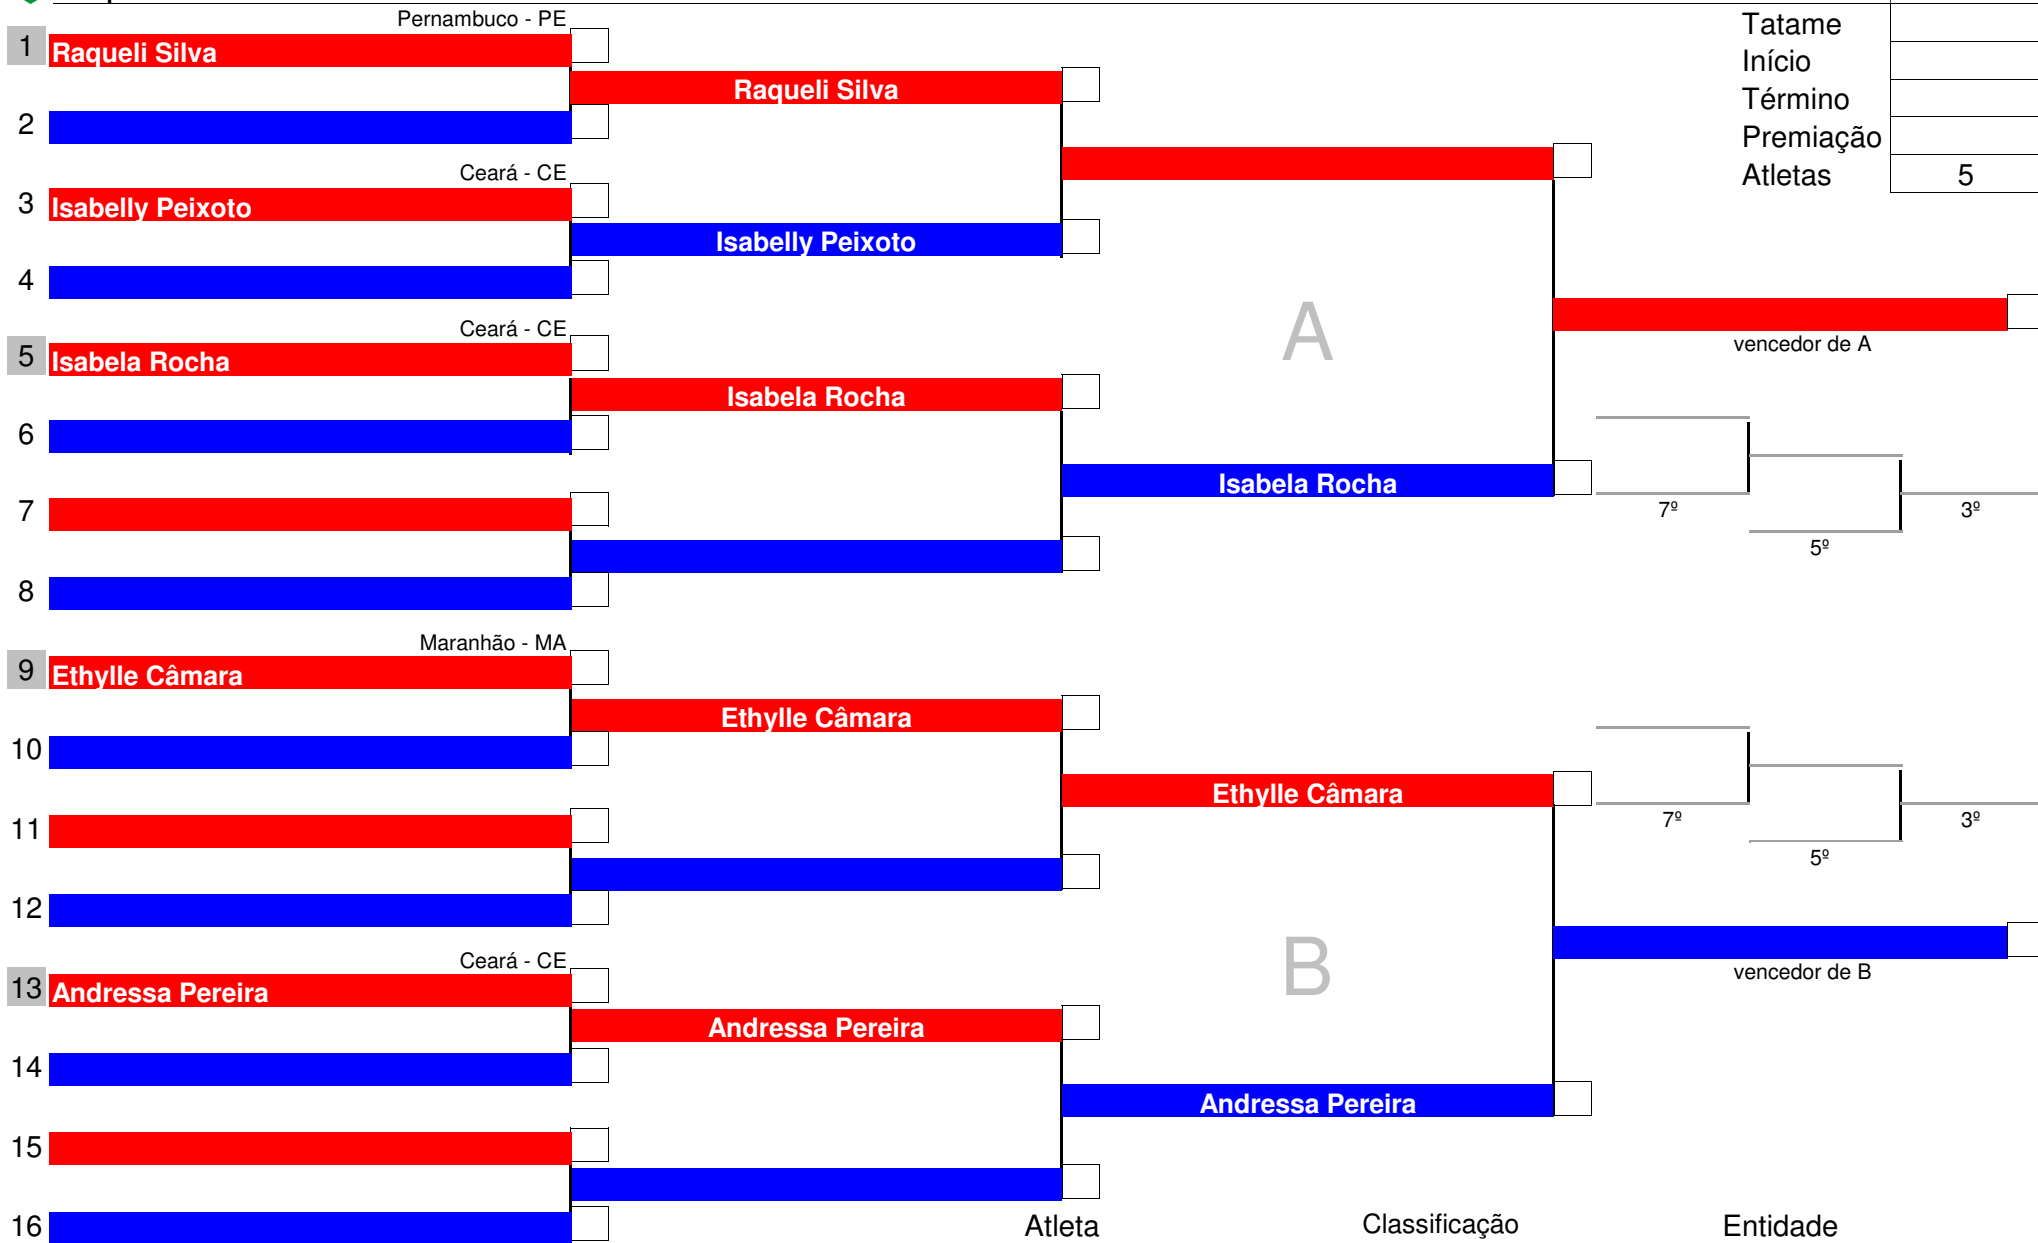 Pernambuco - PE
Tatame
1 Raqueli Silva
Início
Raqueli Silva
Término
2
Premiação
Ceará - CE
Atletas 5
3 Isabelly Peixoto
Isabelly Peixoto
4
A
Ceará - CE
vencedor de A
5 Isabela Rocha
Isabela Rocha
6
Isabela Rocha
7
7º 3º
5º
8
Maranhão - MA
9 Ethylle Câmara
Ethylle Câmara
10
Ethylle Câmara
7º 3º
11
5º
12
Ceará - CE
B
vencedor de B
13 Andressa Pereira
Andressa Pereira
14
Andressa Pereira
15
16
Atleta Classificação Entidade